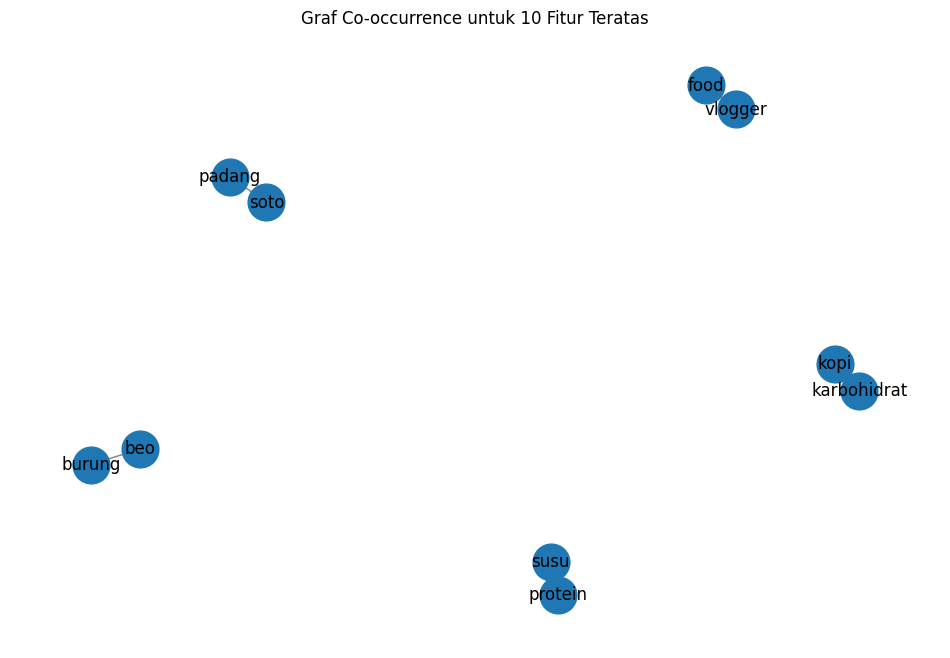 Graf Co-occurrence untuk 10 Fitur Teratas
food
vlogger
padang
soto
kopi
karbohidrat
beo
burung
susu
protein